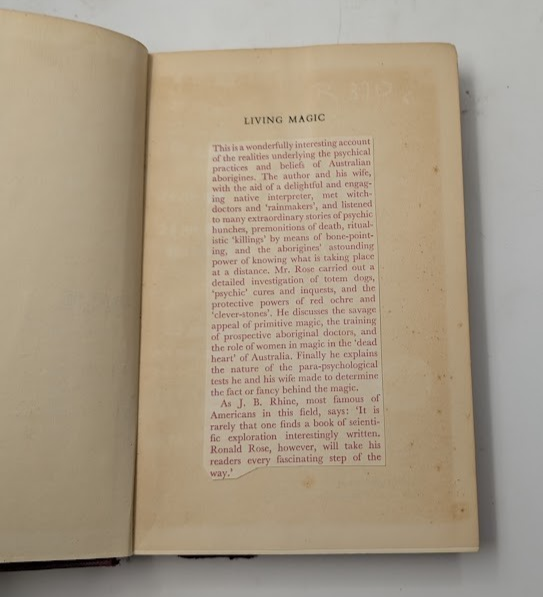 LIVING MAGIC
This is a wonderfully interesting account
of the realities underlying the psychical
practices and beliefs of Australian
aborigines. The author and his wife,
with the aid of a delightful and engag-
ing native interpreter, met witch-
doctors and 'rainmakers', and listened
to many extraordinary stories of psychic
hunches, premonitions of death, ritual-
istic 'killings' by means of bone-point-
ing, and the aborigines' astounding
power of knowing what is taking place
at a distance. Mr. Rose carried out a
detailed investigation of totem dogs,
'psychic' cures and inquests, and the
protective powers of red ochre and
'clever-stones'. He discusses the savage
appeal of primitive magic, the training
of prospective aboriginal doctors, and
the role of women in magic in the 'dead
heart' of Australia. Finally he explains
the nature of the para-psychological
tests he and his wife made to determine
the fact or fancy behind the magic.
As J. B. Rhine, most famous of
Americans in this field, says: 'It is
rarely that one finds a book of scienti-
fic exploration interestingly written.
Ronald Rose, however, will take his
readers every fascinating step of the
way.'